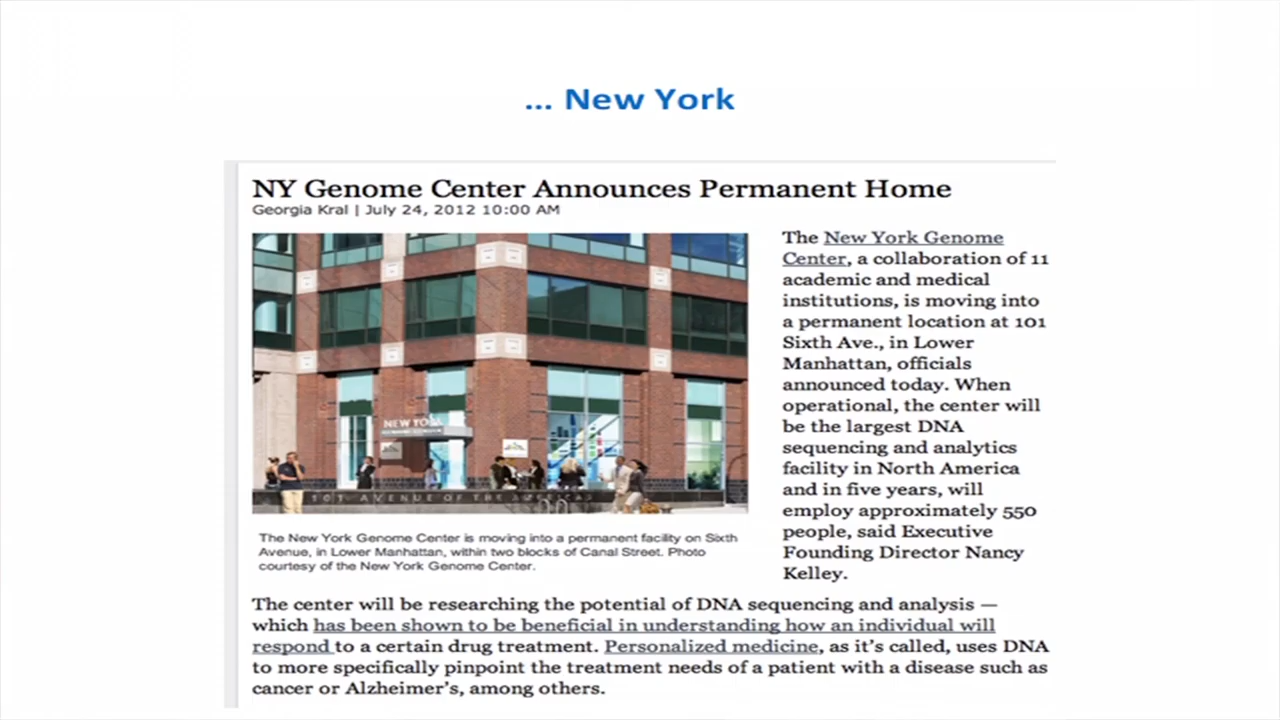 ... New York
NY Genome Center Announces Permanent Home
Georgia Kral | July 24, 2012 10:00 AM
NEW YORK
101 AVENUE OF THE AMERICAS
The New York Genome Center is moving into a permanent facility on Sixth
Avenue, in Lower Manhattan, within two blocks of Canal Street. Photo
courtesy of the New York Genome Center.
The New York Genome
Center, a collaboration of 11
academic and medical
institutions, is moving into
a permanent location at 101
Sixth Ave., in Lower
Manhattan, officials
announced today. When
operational, the center will
be the largest DNA
sequencing and analytics
facility in North America
and in five years, will
employ approximately 550
people, said Executive
Founding Director Nancy
Kelley.
The center will be researching the potential of DNA sequencing and analysis —
which has been shown to be beneficial in understanding how an individual will
respond to a certain drug treatment. Personalized medicine, as it's called, uses DNA
to more specifically pinpoint the treatment needs of a patient with a disease such as
cancer or Alzheimer's, among others.